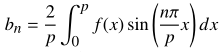 b_n = \frac{2}{p} \int_0^p f(x) \sin\left(\frac{n\pi}{p} x\right) dx